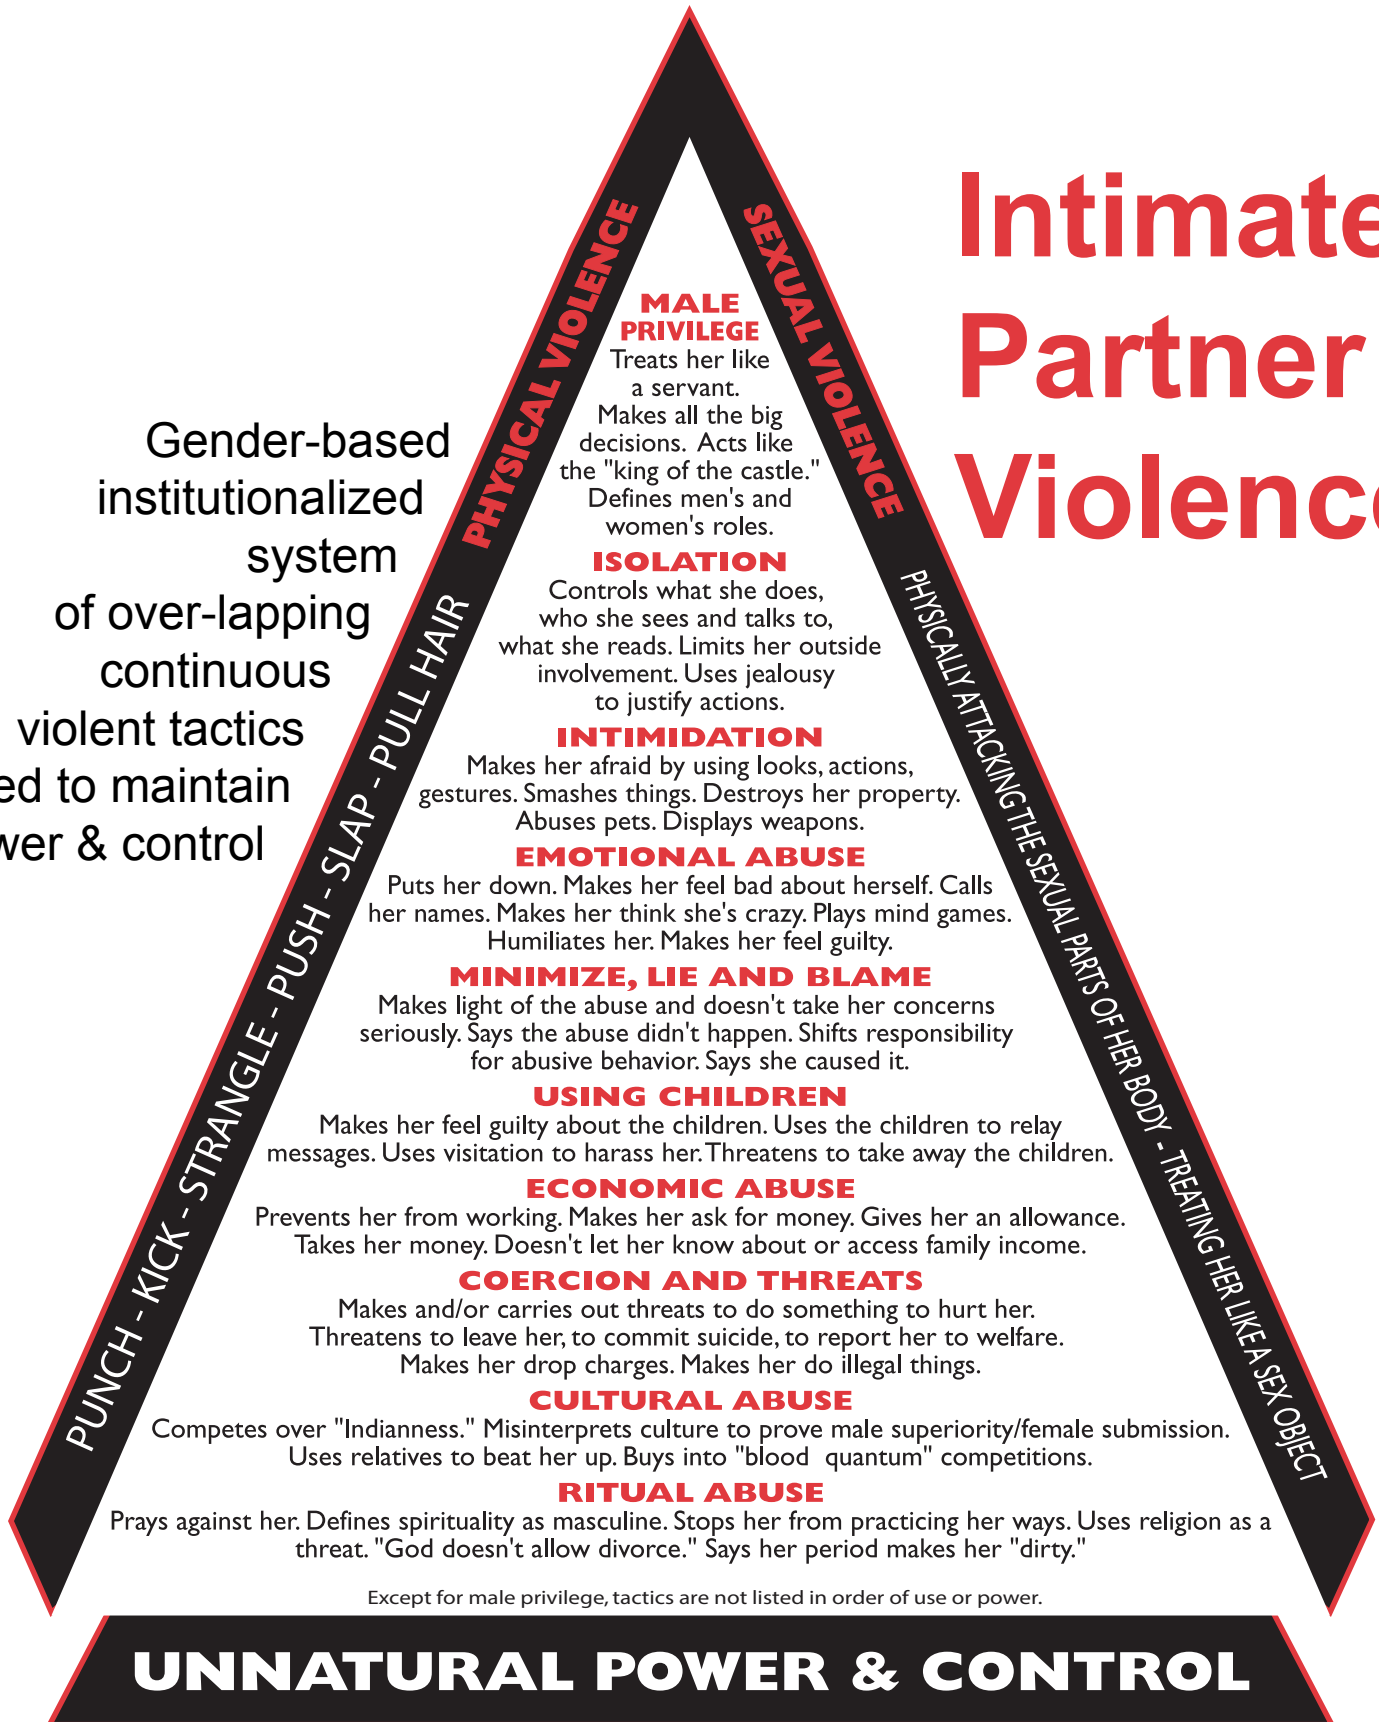 Intimate
Partner
Violence
Gender-based
institutionalized
system
of over-lapping
continuous
violent tactics
to maintain
& control
PHYSICAL VIOLENCE
PUNCH - KICK - STRANGLE - PUSH - SLAP - PULL HAIR
SEXUAL VIOLENCE
PHYSICALLY ATTACKING THE SEXUAL PARTS OF HER BODY - TREATING HER LIKE A SEX OBJECT
MALE
PRIVILEGE
Treats her like
a servant.
Makes all the big
decisions. Acts like
the "king of the castle."
Defines men's and
women's roles.
ISOLATION
Controls what she does,
who she sees and talks to,
what she reads. Limits her outside
involvement. Uses jealousy
to justify actions.
INTIMIDATION
Makes her afraid by using looks, actions,
gestures. Smashes things. Destroys her property.
Abuses pets. Displays weapons.
EMOTIONAL ABUSE
Puts her down. Makes her feel bad about herself. Calls
her names. Makes her think she's crazy. Plays mind games.
Humiliates her. Makes her feel guilty.
MINIMIZE, LIE AND BLAME
Makes light of the abuse and doesn't take her concerns
seriously. Says the abuse didn't happen. Shifts responsibility
for abusive behavior. Says she caused it.
USING CHILDREN
Makes her feel guilty about the children. Uses the children to relay
messages. Uses visitation to harass her. Threatens to take away the children.
ECONOMIC ABUSE
Prevents her from working. Makes her ask for money. Gives her an allowance.
Takes her money. Doesn't let her know about or access family income.
COERCION AND THREATS
Makes and/or carries out threats to do something to hurt her.
Threatens to leave her, to commit suicide, to report her to welfare.
Makes her drop charges. Makes her do illegal things.
CULTURAL ABUSE
Competes over "Indianness." Misinterprets culture to prove male superiority/female submission.
Uses relatives to beat her up. Buys into "blood quantum" competitions.
RITUAL ABUSE
Prays against her. Defines spirituality as masculine. Stops her from practicing her ways. Uses religion as a
threat. "God doesn't allow divorce." Says her period makes her "dirty."
Except for male privilege, tactics are not listed in order of use or power.
UNNATURAL POWER & CONTROL